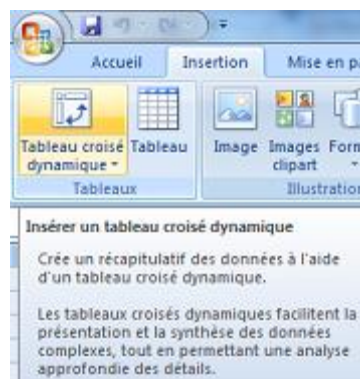 Accueil Insertion Mise en pa
Tableau croisé dynamique Tableau Image Images clipart Form
Tableaux Illustration
Insérer un tableau croisé dynamique
Crée un récapitulatif des données à l'aide
d'un tableau croisé dynamique.
Les tableaux croisés dynamiques facilitent la
présentation et la synthèse des données
complexes, tout en permettant une analyse
approfondie des détails.